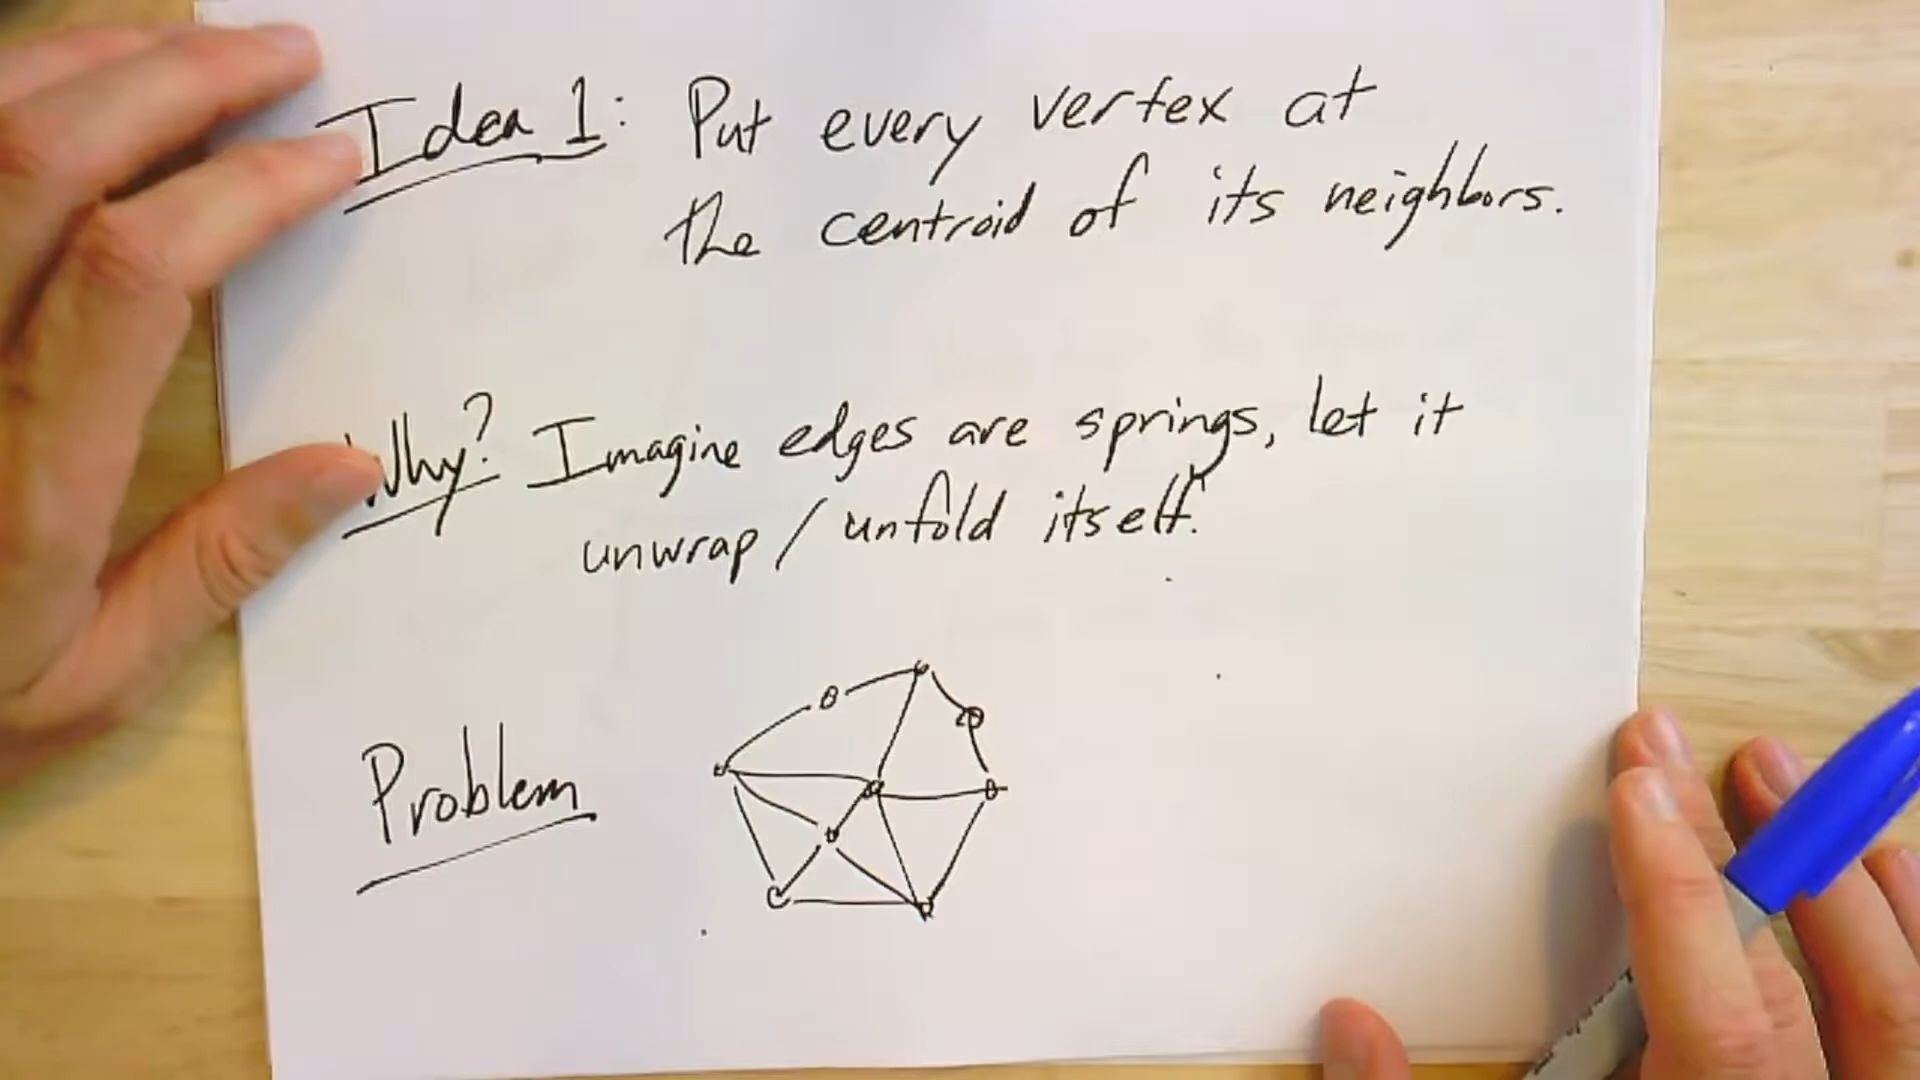 Idea 1: Put every vertex at
the centroid of its neighbors.
Why? Imagine edges are springs, let it
unwrap/unfold itself.
Problem